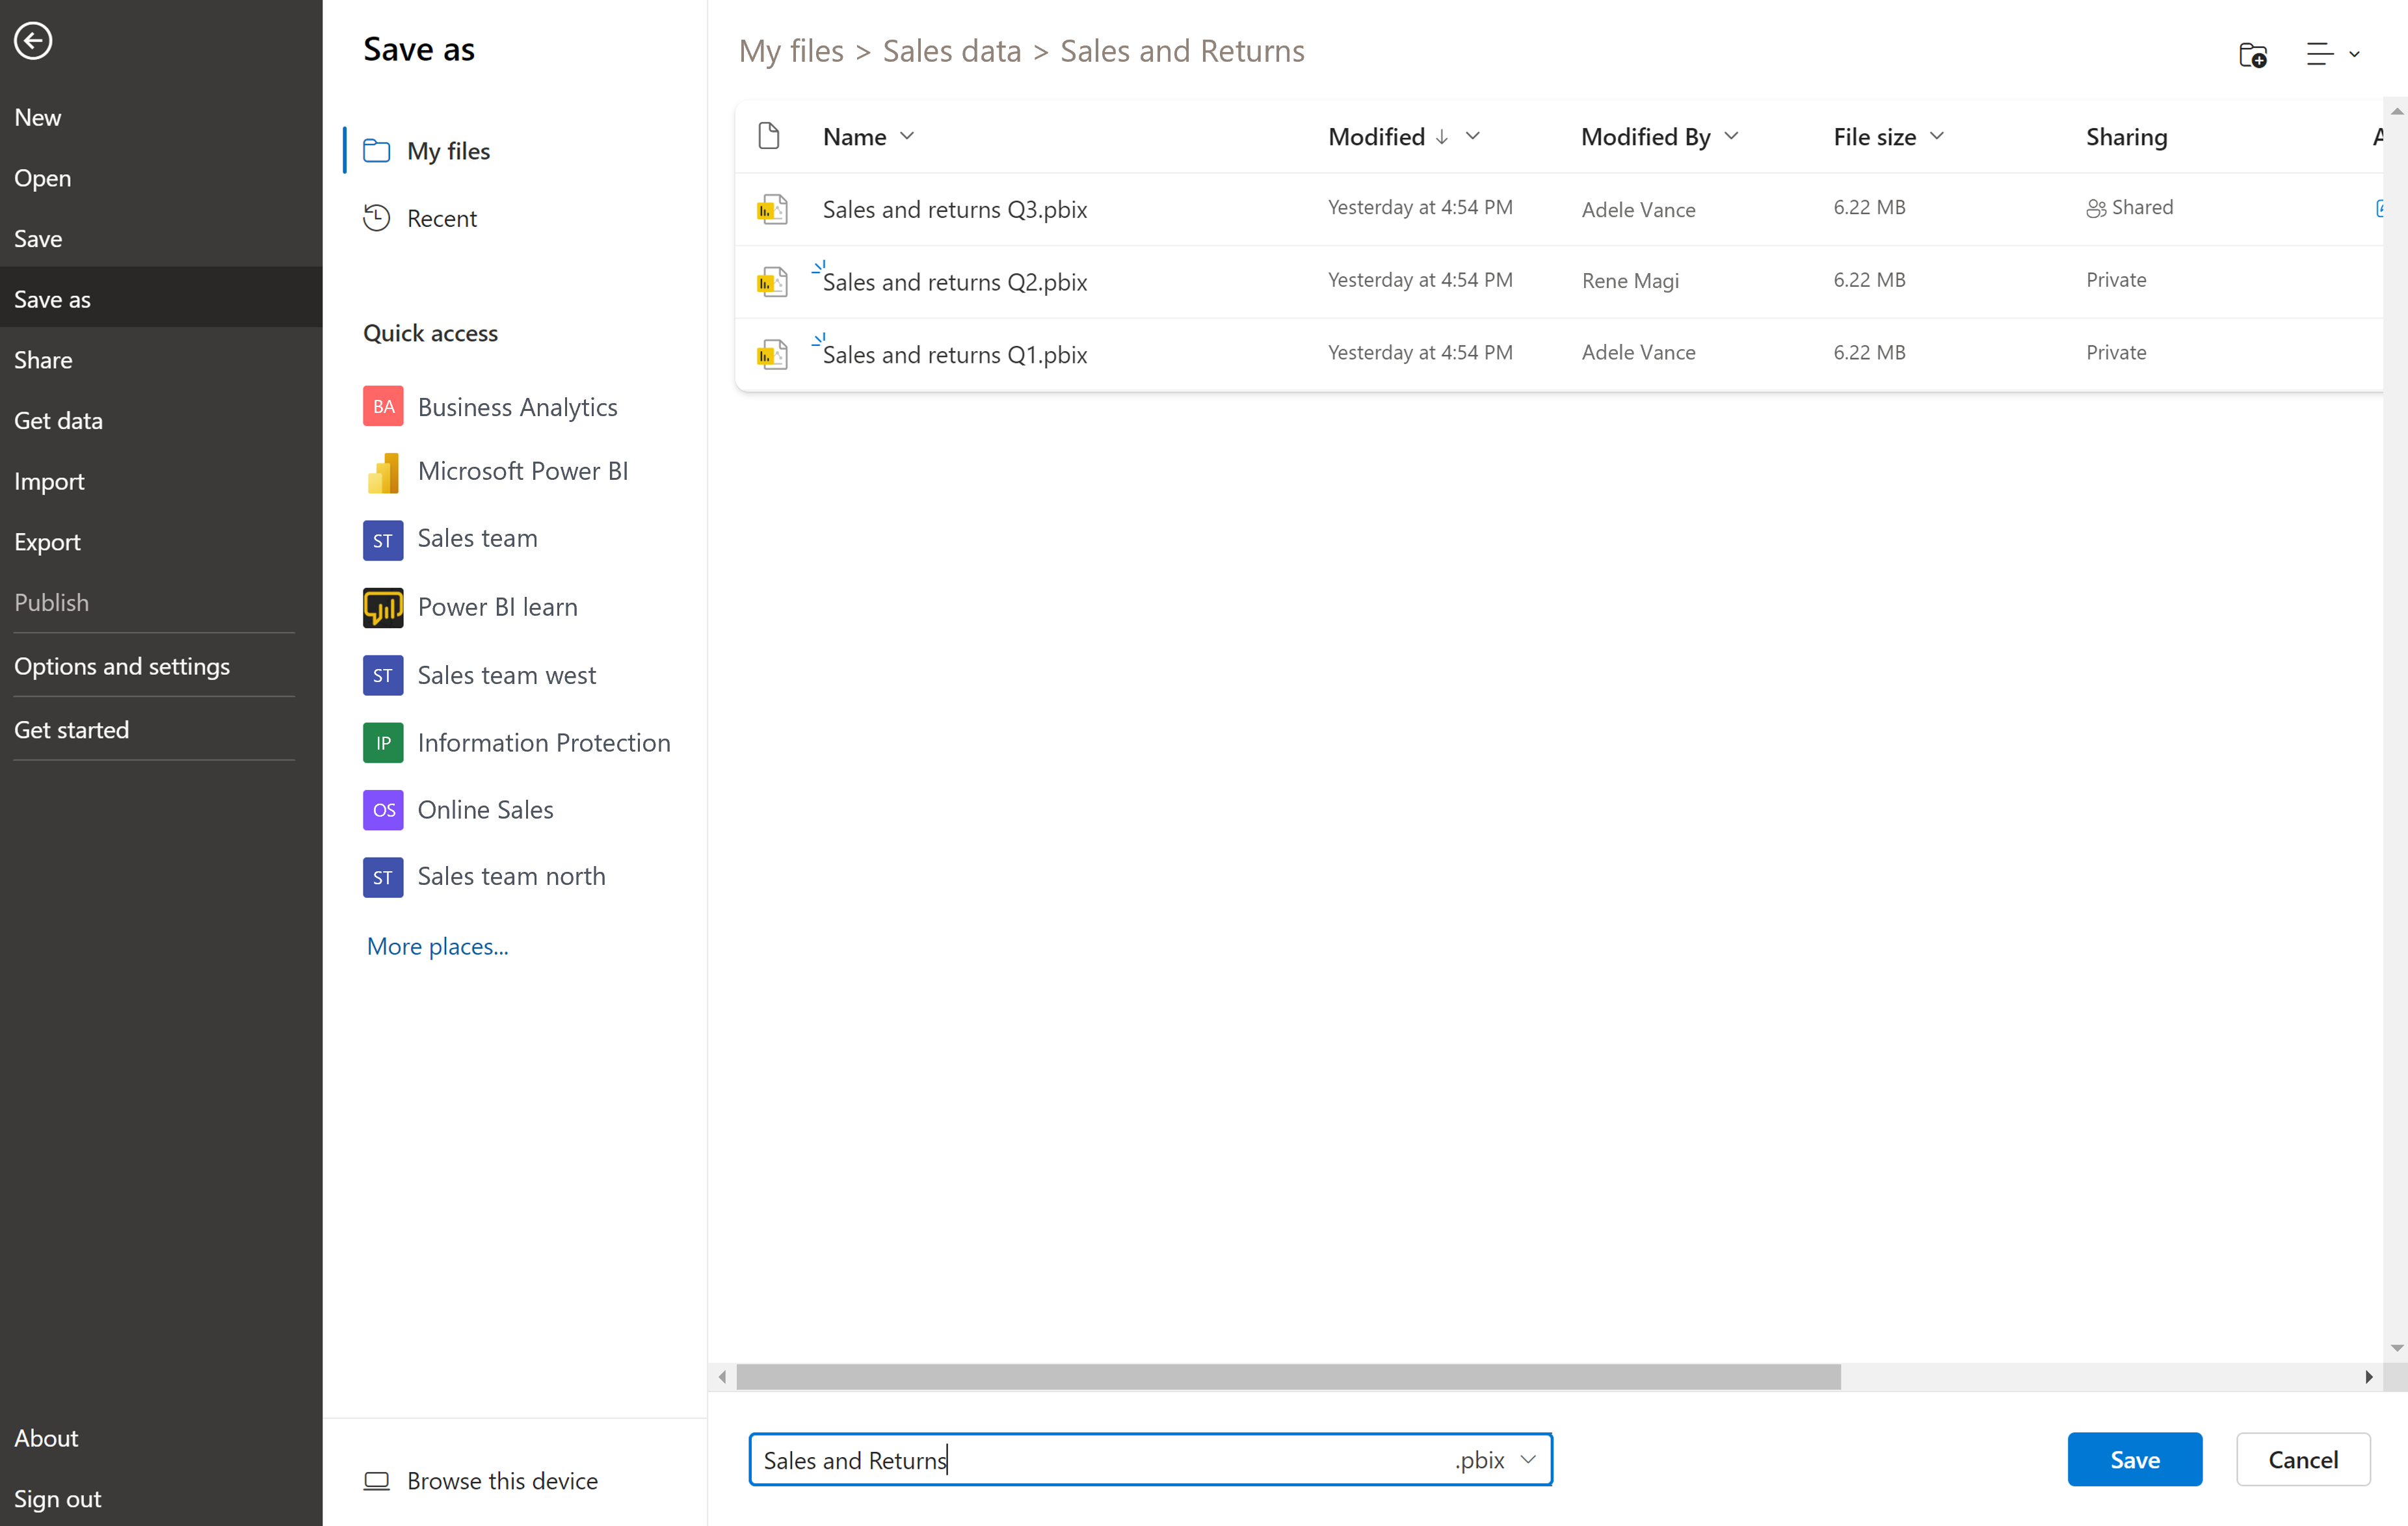 New
Open
Save
Save as
Share
Get data
Import
Export
Publish
Options and settings
Get started
About
Sign out
Save as
My files
Recent
Quick access
BA Business Analytics
Microsoft Power BI
ST Sales team
Power BI learn
ST Sales team west
IP Information Protection
OS Online Sales
ST Sales team north
More places...
Browse this device
My files > Sales data > Sales and Returns
Name Modified Modified By File size Sharing
Sales and returns Q3.pbix Yesterday at 4:54 PM Adele Vance 6.22 MB Shared
Sales and returns Q2.pbix Yesterday at 4:54 PM Rene Magi 6.22 MB Private
Sales and returns Q1.pbix Yesterday at 4:54 PM Adele Vance 6.22 MB Private
Sales and Returns .pbix Save Cancel